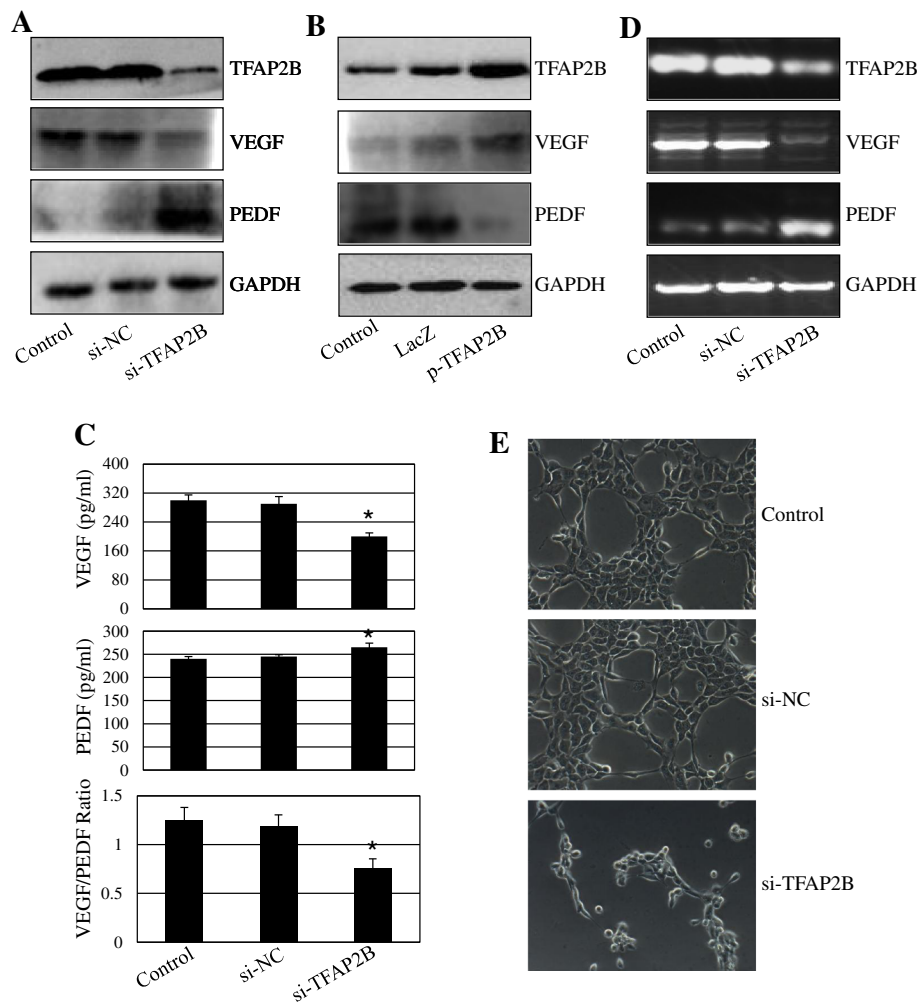 A
TFAP2B
VEGF
PEDF
GAPDH
Control
si-NC
si-TFAP2B
B
TFAP2B
VEGF
PEDF
GAPDH
Control
LacZ
p-TFAP2B
D
TFAP2B
VEGF
PEDF
GAPDH
Control
si-NC
si-TFAP2B
C
VEGF (pg/ml)
400
320
240
160
80
0
*
PEDF (pg/ml)
300
250
200
150
100
50
0
*
VEGF/PEDF Ratio
1.5
1
0.5
0
*
Control
si-NC
si-TFAP2B
E
Control
si-NC
si-TFAP2B